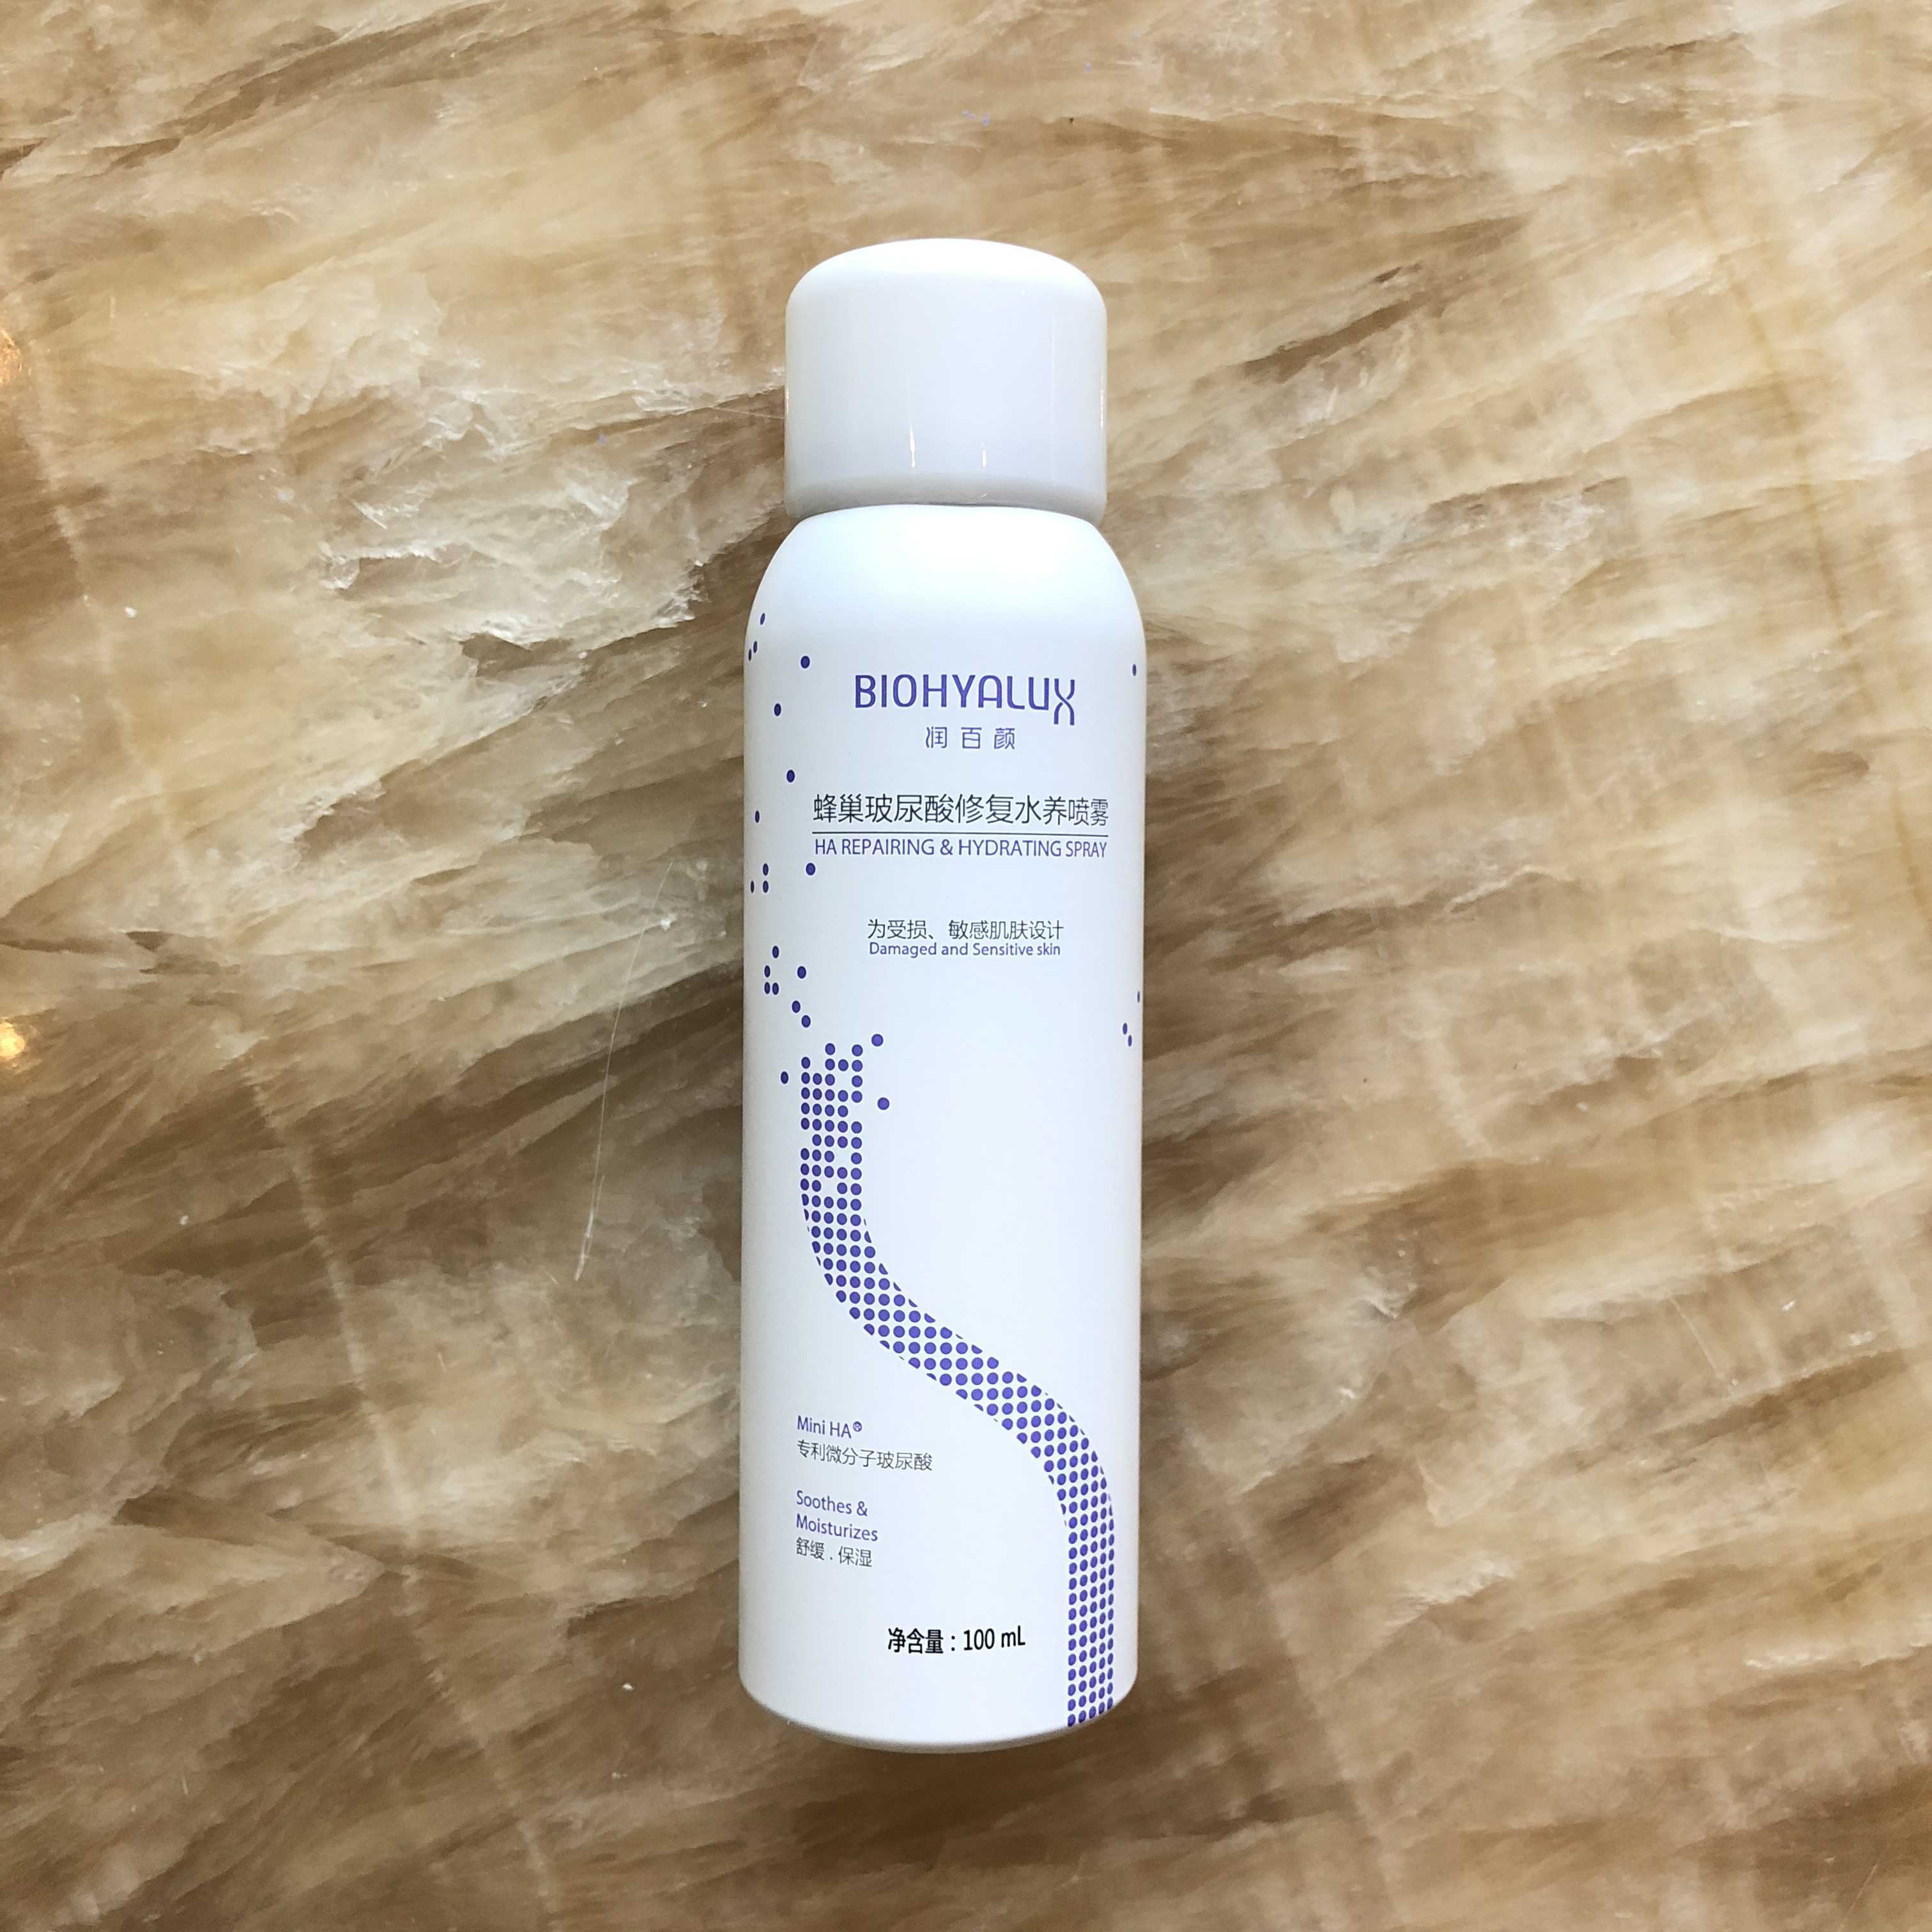 BIOHYALUX
润百颜
蜂巢玻尿酸修复水养喷雾
HA REPAIRING & HYDRATING SPRAY
为受损、敏感肌肤设计
Damaged and Sensitive skin
Mini HA®
专利微分子玻尿酸
Soothes &
Moisturizes
舒缓 . 保湿
净含量：100 mL